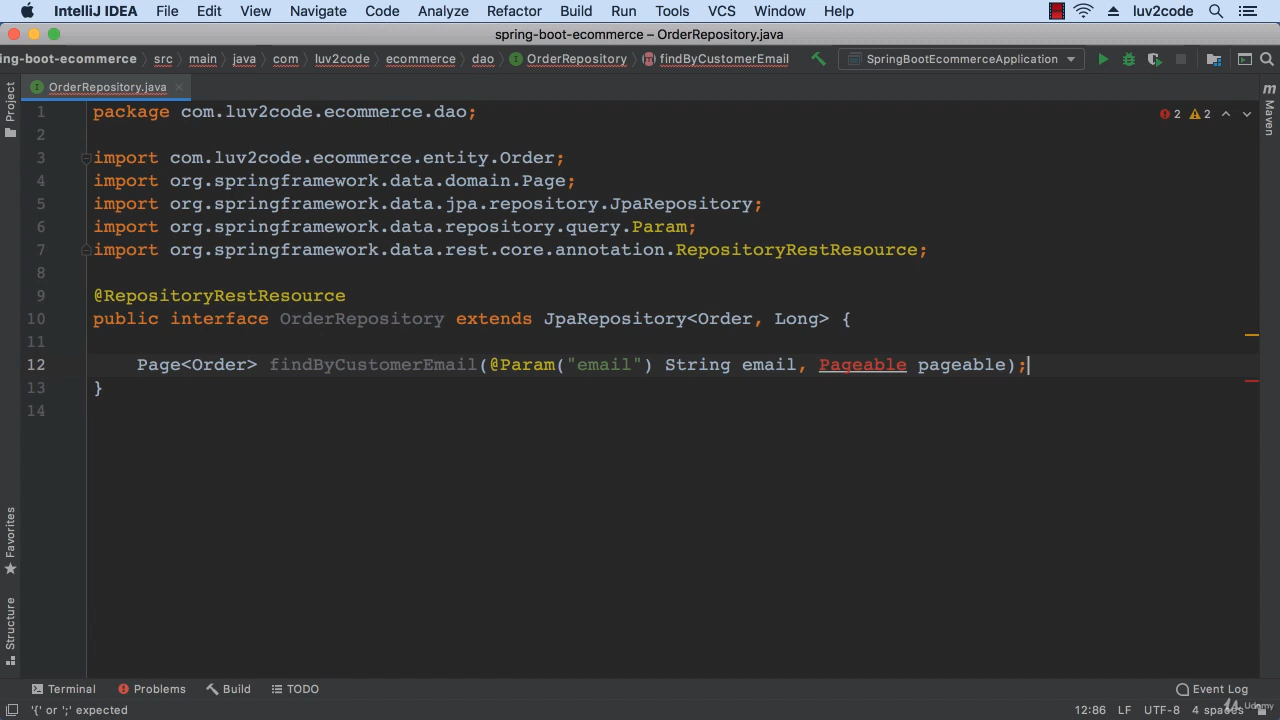 IntelliJ IDEA File Edit View Navigate Code Analyze Refactor Build Run Tools VCS Window Help luv2code
spring-boot-ecommerce – OrderRepository.java
ng-boot-ecommerce src main java com luv2code ecommerce dao OrderRepository findByCustomerEmail SpringBootEcommerceApplication
Project
OrderRepository.java
Maven
2 2
1 package com.luv2code.ecommerce.dao;
2
3 import com.luv2code.ecommerce.entity.Order;
4 import org.springframework.data.domain.Page;
5 import org.springframework.data.jpa.repository.JpaRepository;
6 import org.springframework.data.repository.query.Param;
7 import org.springframework.data.rest.core.annotation.RepositoryRestResource;
8
9 @RepositoryRestResource
10 public interface OrderRepository extends JpaRepository<Order, Long> {
11
12 Page<Order> findByCustomerEmail(@Param("email") String email, Pageable pageable);
13 }
14
Favorites
Structure
Terminal Problems Build TODO Event Log
'{' or ';' expected 12:86 LF UTF-8 4 spaces
Udemy